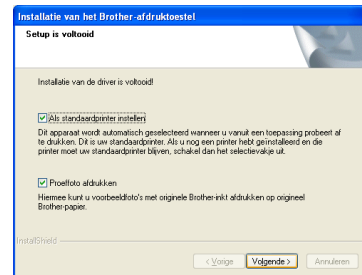 Installatie van het Brother-afdruktoestel
Setup is voltooid
Installatie van de driver is voltooid!
Als standaardprinter instellen
Dit apparaat wordt automatisch geselecteerd wanneer u vanuit een toepassing probeert af
te drukken. Dit is uw standaardprinter. Als u nog een printer hebt geïnstalleerd en die
printer moet uw standaardprinter blijven, schakel dan het selectievakje uit.
Proeffoto afdrukken
Hiermee kunt u voorbeeldfoto's met originele Brother-inkt afdrukken op origineel
Brother-papier.
InstallShield
< Vorige Volgende > Annuleren